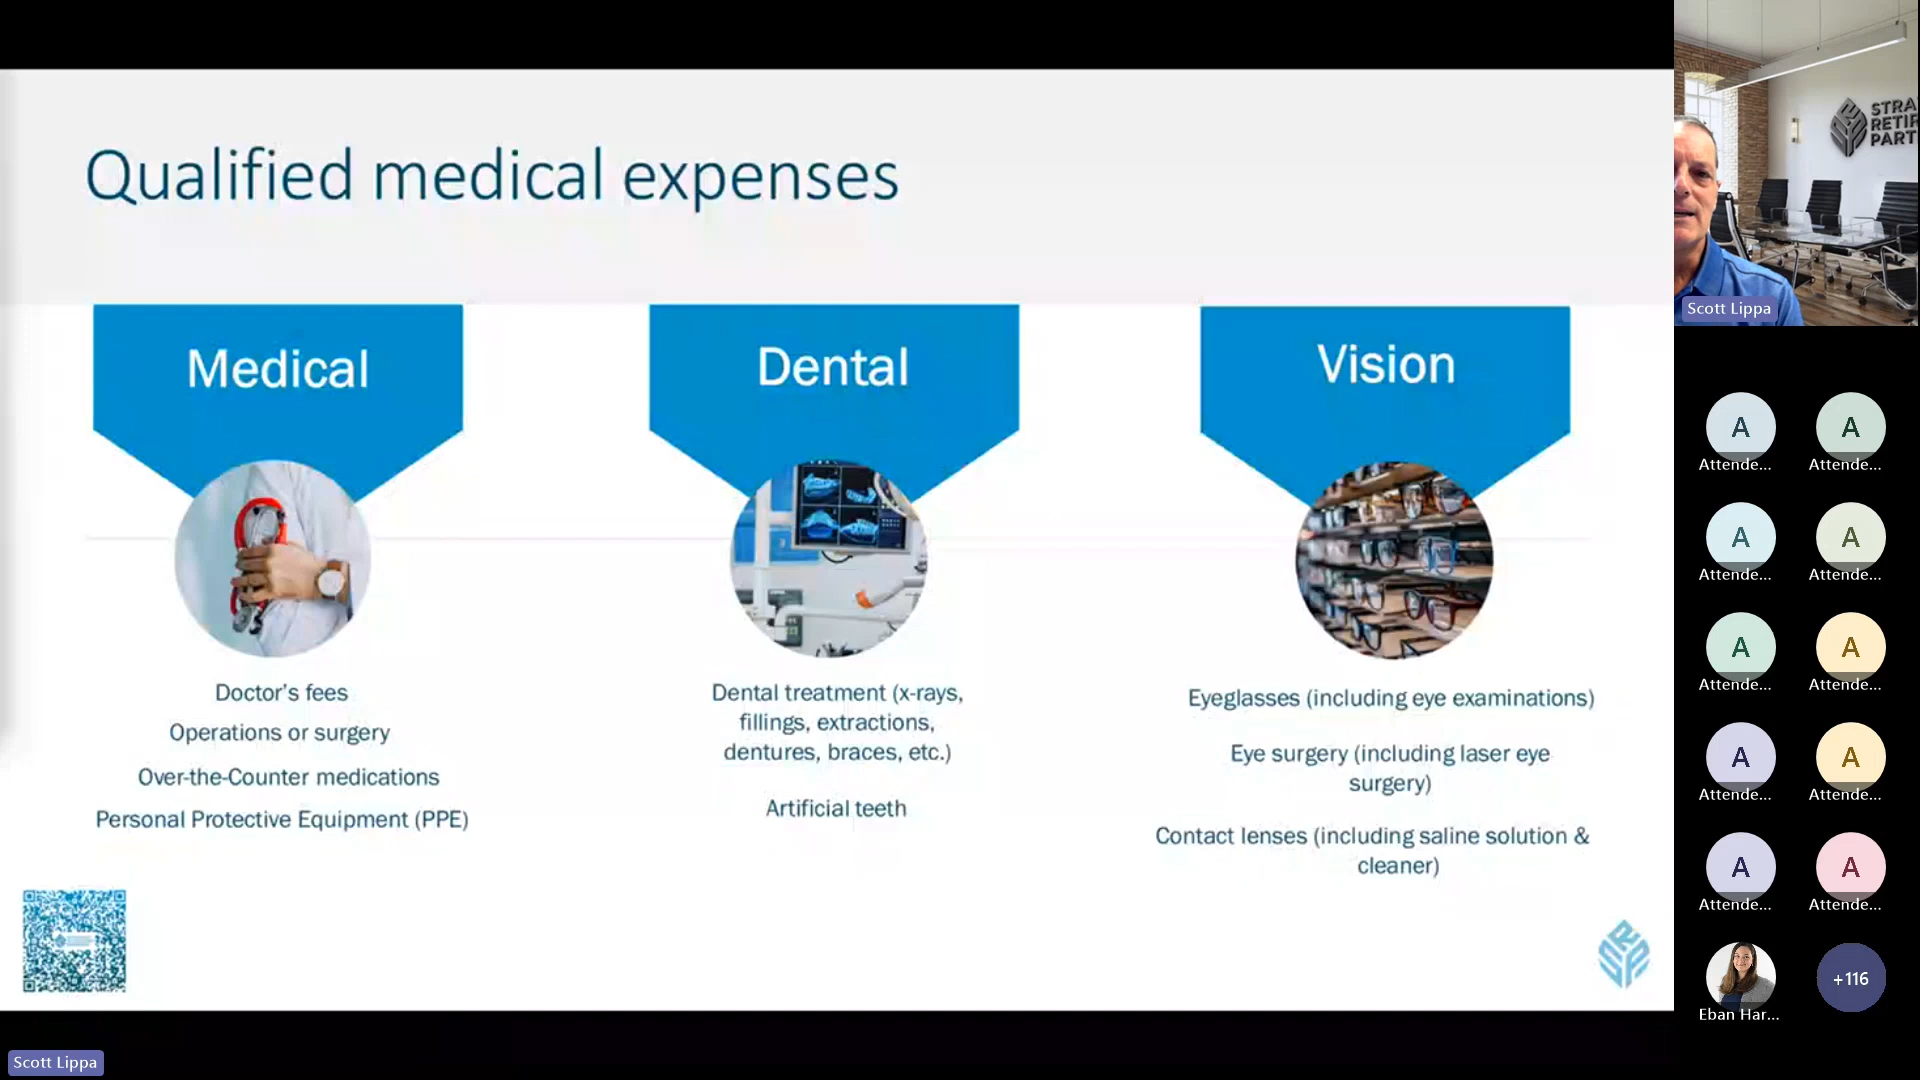 Qualified medical expenses
Medical
Doctor's fees
Operations or surgery
Over-the-Counter medications
Personal Protective Equipment (PPE)
Dental
Dental treatment (x-rays,
fillings, extractions,
dentures, braces, etc.)
Artificial teeth
Vision
Eyeglasses (including eye examinations)
Eye surgery (including laser eye
surgery)
Contact lenses (including saline solution &
cleaner)
STRA
RETIR
PART
Scott Lippa
A
Attende...
A
Attende...
A
Attende...
A
Attende...
A
Attende...
A
Attende...
A
Attende...
A
Attende...
A
Attende...
A
Attende...
Eban Har...
+116
Scott Lippa